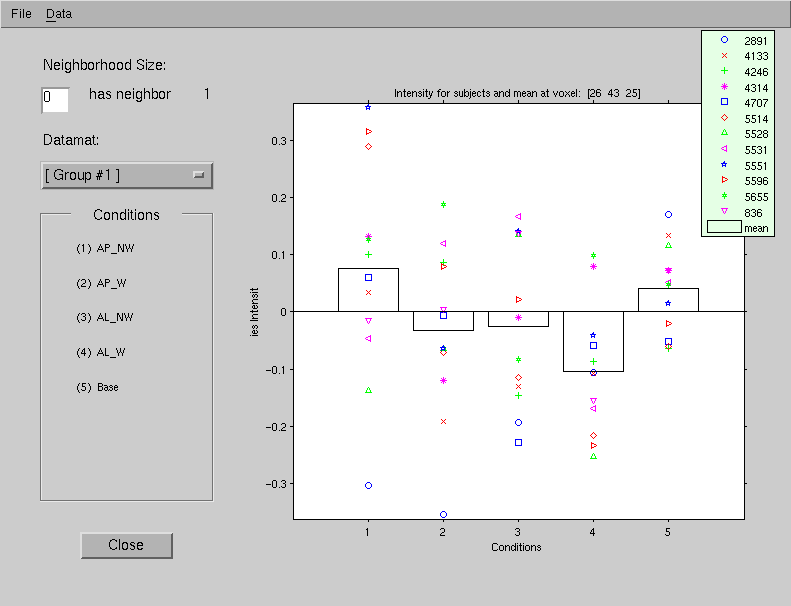 File Data
Neighborhood Size:
0 has neighbor 1
Datamat:
[ Group #1 ]
Conditions
(1) AP_NW
(2) AP_W
(3) AL_NW
(4) AL_W
(5) Base
Close
Intensity for subjects and mean at voxel: [26 43 25]
ies Intensit
0.3
0.2
0.1
0
−0.1
−0.2
−0.3
1 2 3 4 5
Conditions
2891
4133
4246
4314
4707
5514
5528
5531
5551
5596
5655
836
mean